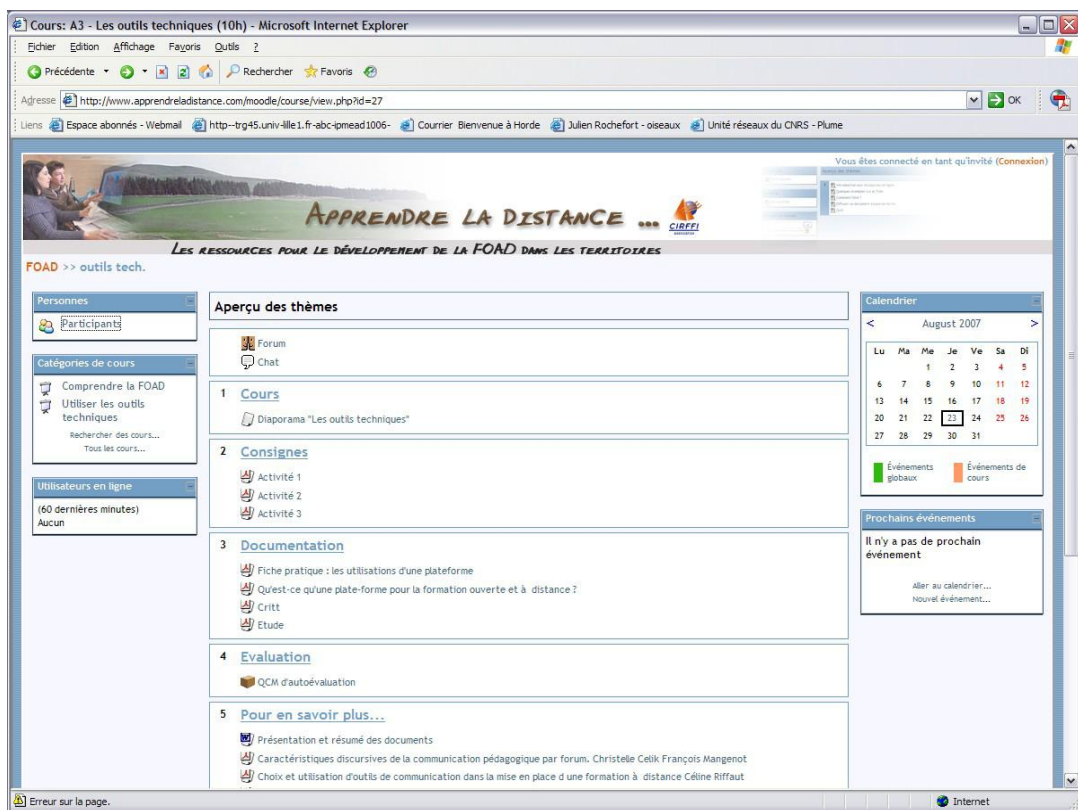 Cours: A3 - Les outils techniques (10h) - Microsoft Internet Explorer
Fichier Edition Affichage Favoris Outils ?
Précédente Rechercher Favoris
Adresse http://www.apprendreladistance.com/moodle/course/view.php?id=27 OK
Liens Espace abonnés - Webmail http--trg45.univ-lille1.fr-abc-ipmead1006- Courrier Bienvenue à Horde Julien Rochefort - oiseaux Unité réseaux du CNRS - Plume
Vous êtes connecté en tant qu'invité (Connexion)
APPRENDRE LA DISTANCE ... CIRFFI
LES RESSOURCES POUR LE DÉVELOPPEMENT DE LA FOAD DANS LES TERRITOIRES
FOAD >> outils tech.
Personnes
Participants
Catégories de cours
Comprendre la FOAD
Utiliser les outils
techniques
Rechercher des cours...
Tous les cours...
Utilisateurs en ligne
(60 dernières minutes)
Aucun
Aperçu des thèmes
Forum
Chat
1 Cours
Diaporama "Les outils techniques"
2 Consignes
Activité 1
Activité 2
Activité 3
3 Documentation
Fiche pratique : les utilisations d'une plateforme
Qu'est-ce qu'une plate-forme pour la formation ouverte et à distance ?
Critt
Etude
4 Evaluation
QCM d'autoévaluation
5 Pour en savoir plus...
Présentation et résumé des documents
Caractéristiques discursives de la communication pédagogique par forum. Christelle Celik François Mangenot
Choix et utilisation d'outils de communication dans la mise en place d une formation à distance Céline Riffaut
Calendrier
< August 2007 >
Lu Ma Me Je Ve Sa Di
1 2 3 4 5
6 7 8 9 10 11 12
13 14 15 16 17 18 19
20 21 22 23 24 25 26
27 28 29 30 31
Événements globaux
Événements de cours
Prochains événements
Il n'y a pas de prochain
événement
Aller au calendrier...
Nouvel événement...
Erreur sur la page. Internet